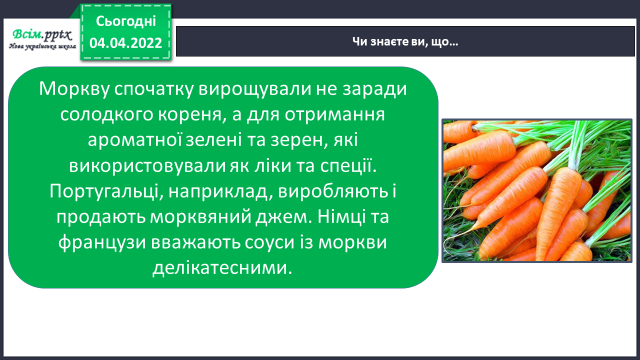 Всім.pptx
Нова українська школа
Сьогодні
04.04.2022
Чи знаєте ви, що…
Моркву спочатку вирощували не заради
солодкого кореня, а для отримання
ароматної зелені та зерен, які
використовували як ліки та спеції.
Португальці, наприклад, виробляють і
продають морквяний джем. Німці та
французи вважають соуси із моркви
делікатесними.